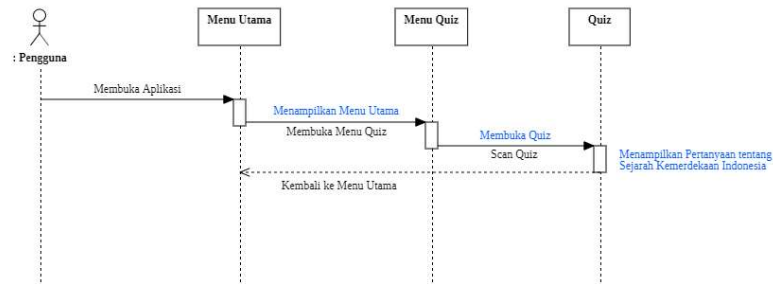 Menu Utama
Menu Quiz
Quiz
: Pengguna
Membuka Aplikasi
Menampilkan Menu Utama
Membuka Menu Quiz
Membuka Quiz
Scan Quiz
Menampilkan Pertanyaan tentang
Sejarah Kemerdekaan Indonesia
Kembali ke Menu Utama